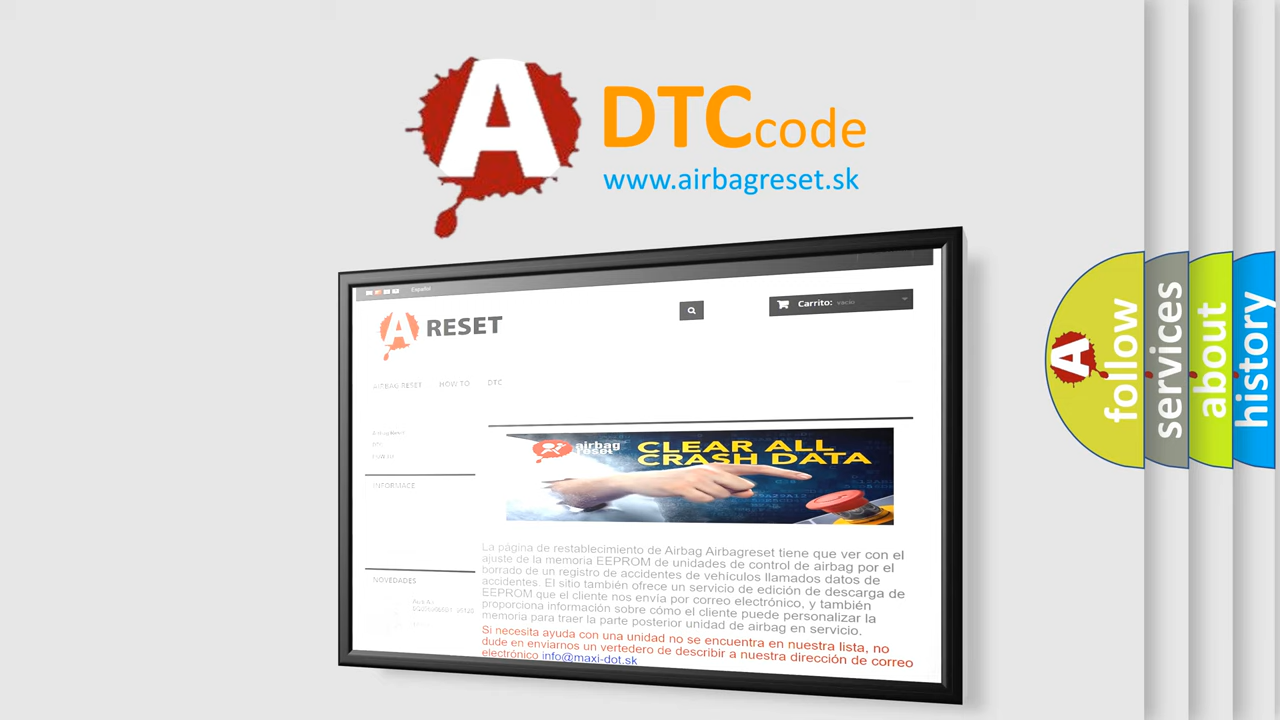 A DTCcode
www.airbagreset.sk
Español
A RESET
Carrito: vacío
AIRBAG RESET HOW TO DTC
INFORMACE
airbag
reset
CLEAR ALL
CRASH DATA
La página de restablecimiento de Airbag Airbagreset tiene que ver con el
ajuste de la memoria EEPROM de unidades de control de airbag por el
borrado de un registro de accidentes de vehículos llamados datos de
accidentes. El sitio también ofrece un servicio de edición de descarga de
EEPROM que el cliente nos envía por correo electrónico, y también
proporciona información sobre cómo el cliente puede personalizar la
memoria para traer la parte posterior unidad de airbag en servicio.
Si necesita ayuda con una unidad no se encuentra en nuestra lista, no
dude en enviarnos un vertedero de describir a nuestra dirección de correo
electrónico info@maxi-dot.sk
NOVEDADES
A follow
services
about
history